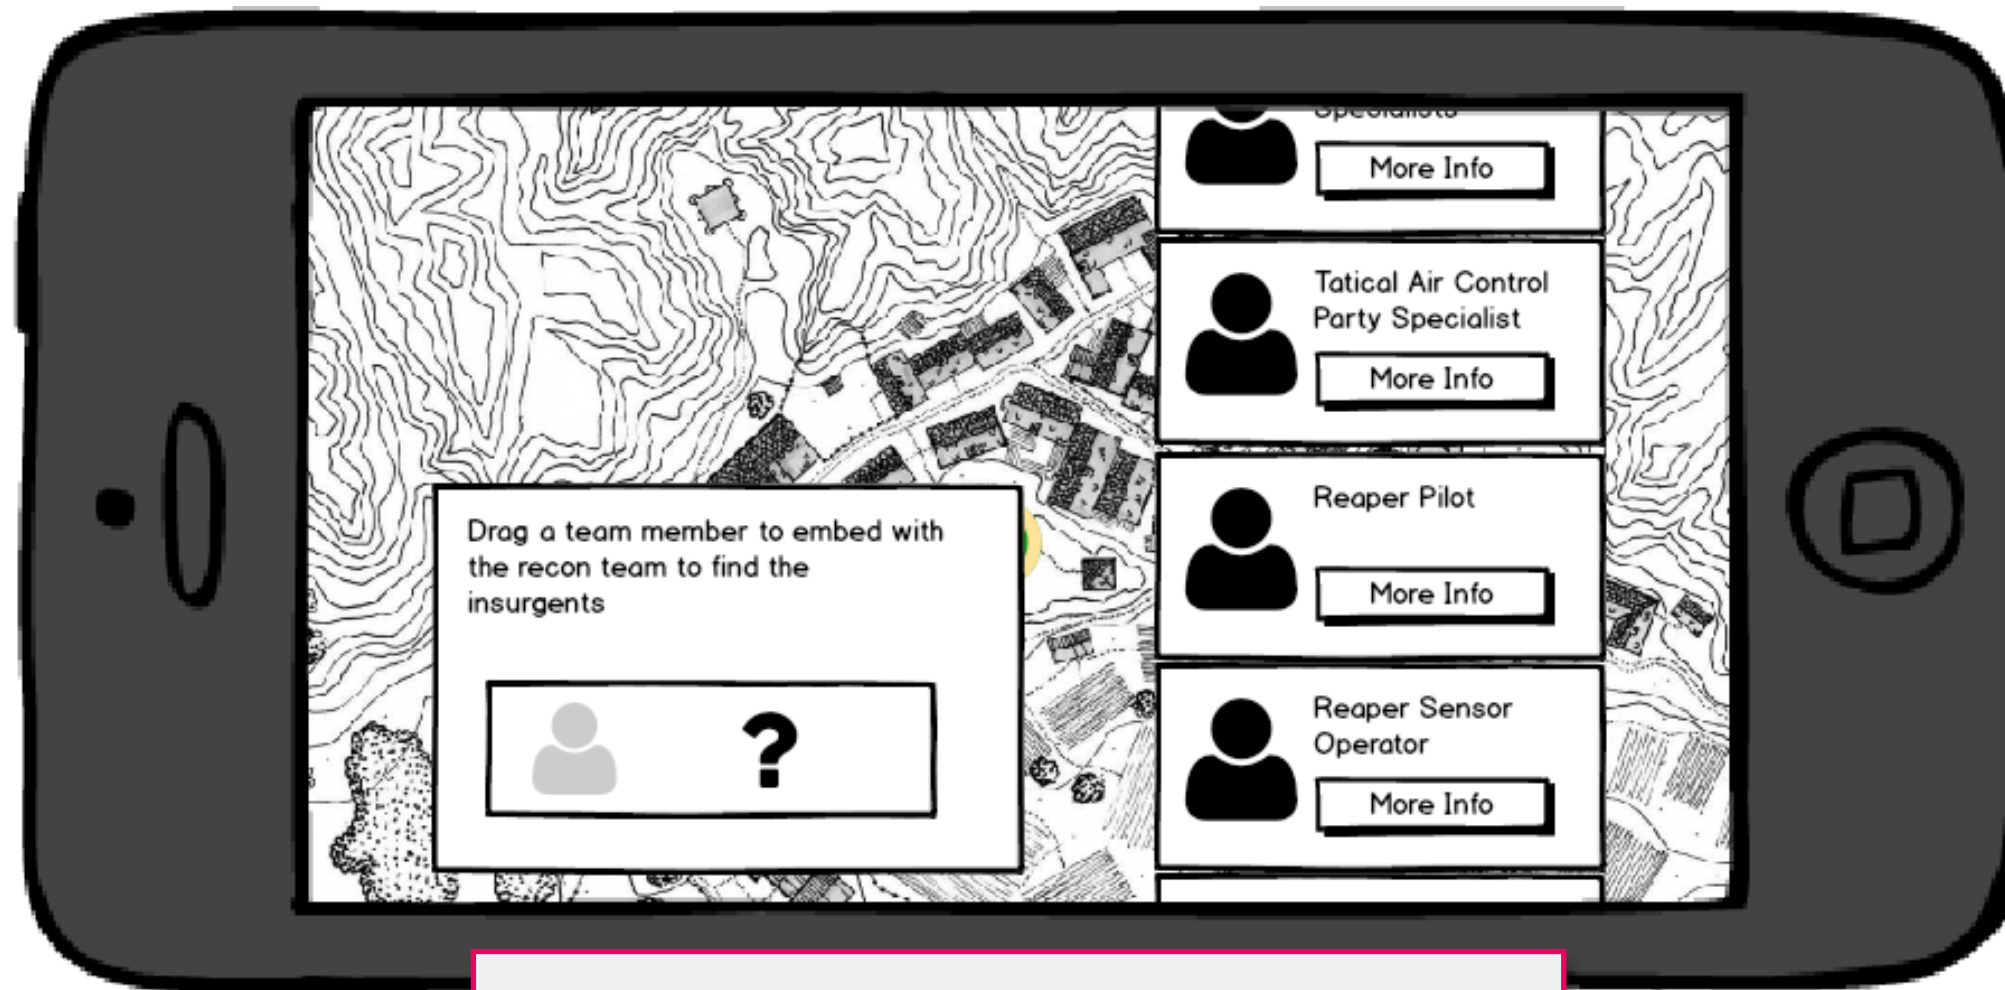 Specialists
More Info
Tatical Air Control
Party Specialist
More Info
Reaper Pilot
More Info
Reaper Sensor
Operator
More Info
Drag a team member to embed with
the recon team to find the
insurgents
?